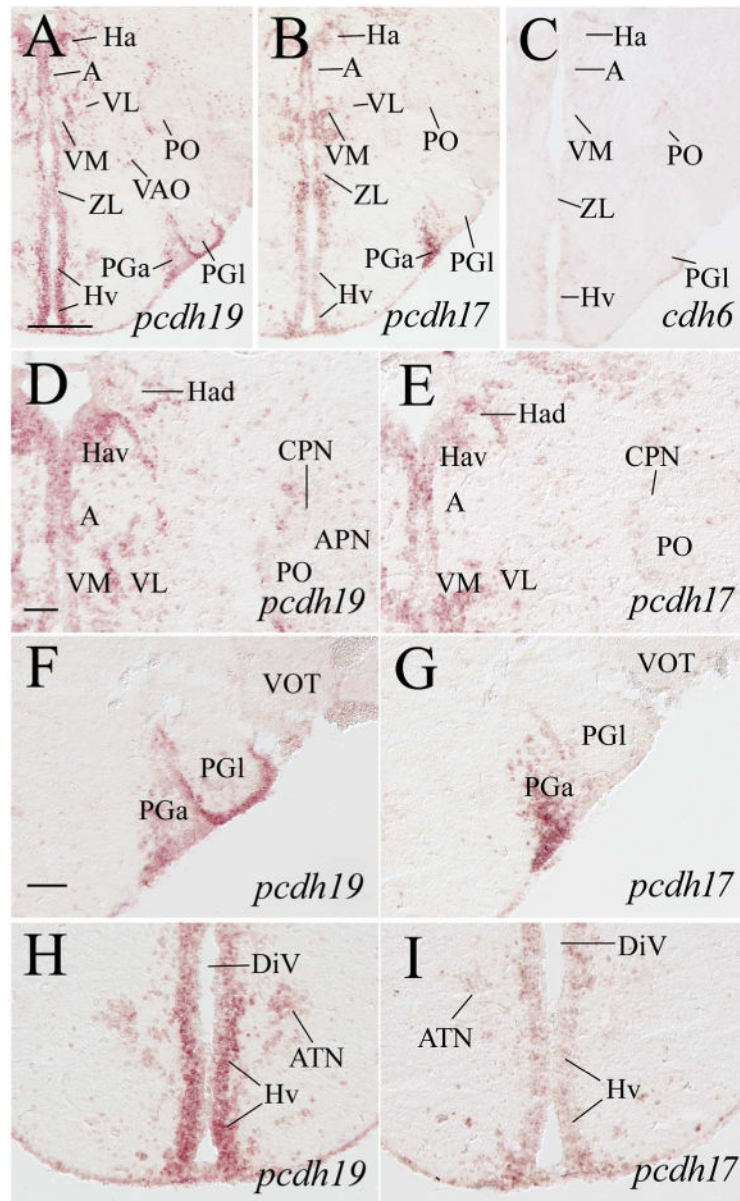 A
Ha
A
VL
VM
PO
VAO
ZL
PGa
PGl
Hv
pcdh19
B
Ha
A
VL
VM
PO
ZL
PGa
PGl
Hv
pcdh17
C
Ha
A
VM
PO
ZL
PGl
Hv
cdh6
D
Had
Hav
CPN
A
APN
VM VL
PO
pcdh19
E
Had
Hav
CPN
A
PO
VM VL
pcdh17
F
VOT
PGl
PGa
pcdh19
G
VOT
PGl
PGa
pcdh17
H
DiV
ATN
Hv
pcdh19
I
DiV
ATN
Hv
pcdh17